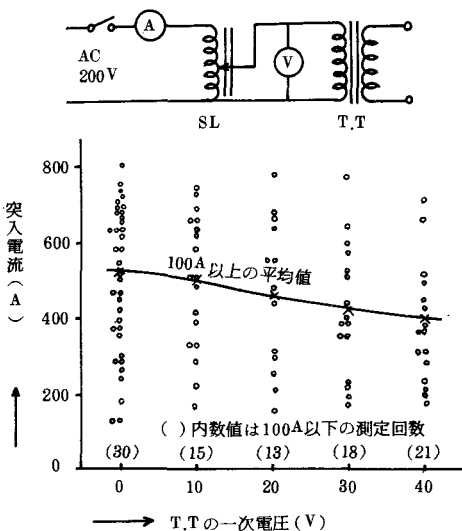 A
AC
200V
V
SL
T.T
突入電流(A)
800
600
400
200
0
100A以上の平均値
( )内数値は100A以下の測定回数
(30) (15) (13) (18) (21)
0 10 20 30 40
T.Tの一次電圧(V)